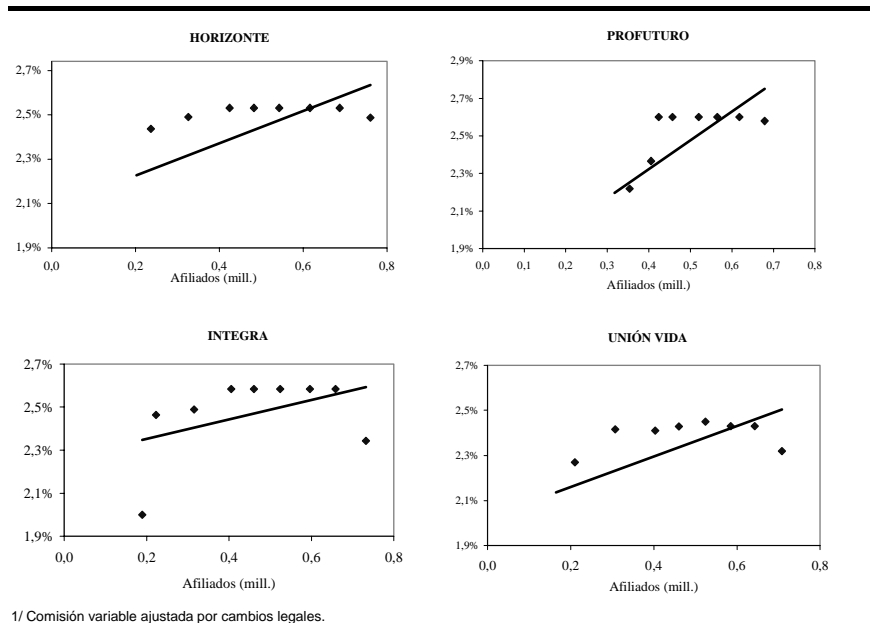 HORIZONTE
2,7%
2,5%
2,3%
2,1%
1,9%
0,0 0,2 0,4 0,6 0,8
Afiliados (mill.)
PROFUTURO
2,9%
2,7%
2,5%
2,3%
2,1%
1,9%
0,0 0,1 0,2 0,3 0,4 0,5 0,6 0,7 0,8
Afiliados (mill.)
INTEGRA
2,7%
2,5%
2,3%
2,1%
1,9%
0,0 0,2 0,4 0,6 0,8
Afiliados (mill.)
UNIÓN VIDA
2,7%
2,5%
2,3%
2,1%
1,9%
0,0 0,2 0,4 0,6 0,8
Afiliados (mill.)
1/ Comisión variable ajustada por cambios legales.